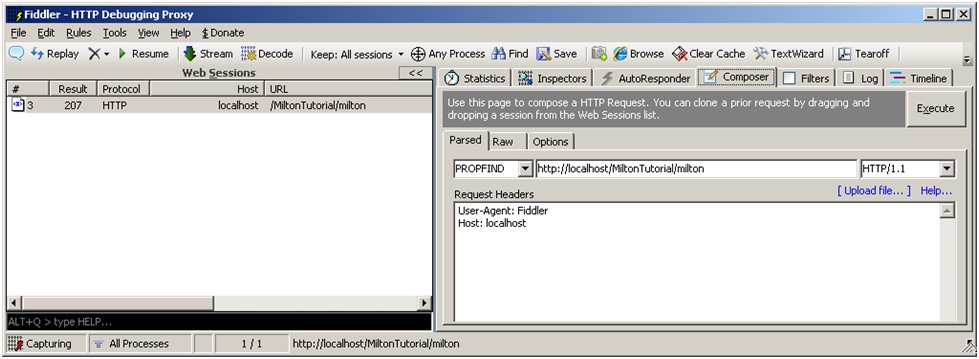 Fiddler - HTTP Debugging Proxy
File Edit Rules Tools View Help $ Donate
Replay Resume Stream Decode Keep: All sessions Any Process Find Save Browse Clear Cache TextWizard Tearoff
Web Sessions <<
# Result Protocol Host URL
3 207 HTTP localhost /MiltonTutorial/milton
Statistics Inspectors AutoResponder Composer Filters Log Timeline
Use this page to compose a HTTP Request. You can clone a prior request by dragging and
dropping a session from the Web Sessions list.
Execute
Parsed Raw Options
PROPFIND http://localhost/MiltonTutorial/milton HTTP/1.1
Request Headers [ Upload file... ] Help...
User-Agent: Fiddler
Host: localhost
ALT+Q > type HELP...
Capturing All Processes 1 / 1 http://localhost/MiltonTutorial/milton